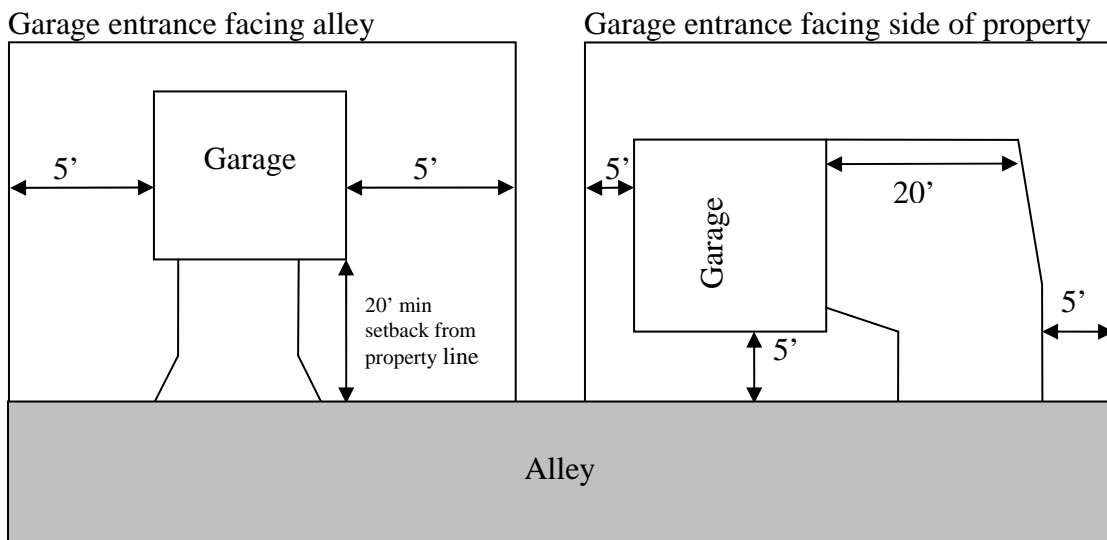 Garage entrance facing alley
5’
Garage
5’
20’ min
setback from
property line
Garage entrance facing side of property
5’
Garage
20’
5’
5’
Alley